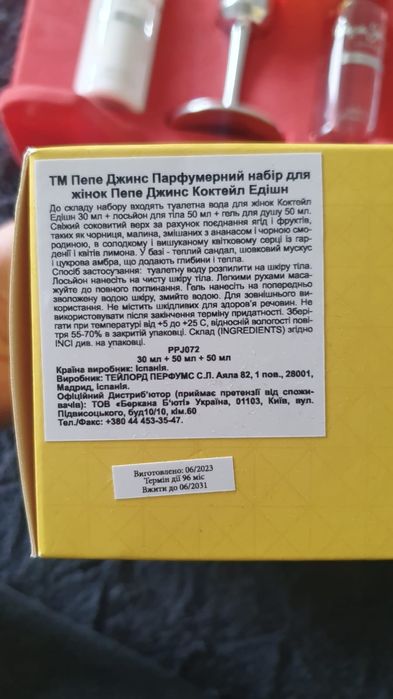 ТМ Пепе Джинс Парфумерний набір для
жінок Пепе Джинс Коктейл Едішн
До складу набору входять туалетна вода для жінок Коктейл
Едішн 30 мл + лосьйон для тіла 50 мл + гель для душу 50 мл.
Свіжий соковитий верх за рахунок поєднання ягід і фруктів,
таких як чорниця, малина, змішаних з ананасом і чорною смо-
родиною, в солодкому і вишуканому квітковому серці із гар-
денії і квітів лимона. У базі - теплий сандал, шовковий мускус
і цукрова амбра, що додають глибини і тепла.
Спосіб застосування: туалетну воду розпилити на шкіру тіла.
Лосьйон нанесіть на чисту шкіру тіла. Легкими рухами маса-
жуйте до повного поглинання. Гель нанесіть на попередньо
зволожену водою шкіру, змийте водою. Для зовнішнього ви-
користання. Не містить шкідливих для здоров'я речовин. Не
використовувати після закінчення терміну придатності. Збері-
гати при температурі від +5 до +25 С, відносній вологості пові-
тря 55-70% в закритій упаковці. Склад (INGREDIENTS) згідно
INCI див. на упаковці.
PPJ072
30 мл + 50 мл + 50 мл
Країна виробник: Іспанія.
Виробник: ТЕЙЛОРД ПЕРФУМС С.Л. Аяла 82, 1 пов., 28001,
Мадрид, Іспанія.
Офіційний Дистриб'ютор (приймає претензії від спожи-
вачів): ТОВ «Беркана Б'юті» Україна, 01103, Київ, вул.
Підвисоцького, буд10/10, кім.60
Тел./Факс: +380 44 453-35-47.
Виготовлено: 06/2023
Термін дії 96 міс
Вжити до 06/2031